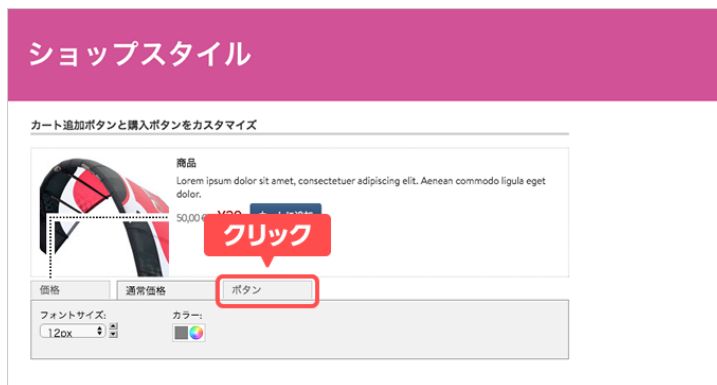 ショップスタイル
カート追加ボタンと購入ボタンをカスタマイズ
商品
Lorem ipsum dolor sit amet, consectetuer adipiscing elit. Aenean commodo ligula eget
dolor.
50,00 €
クリック
価格 通常価格 ボタン
フォントサイズ: カラー:
12px